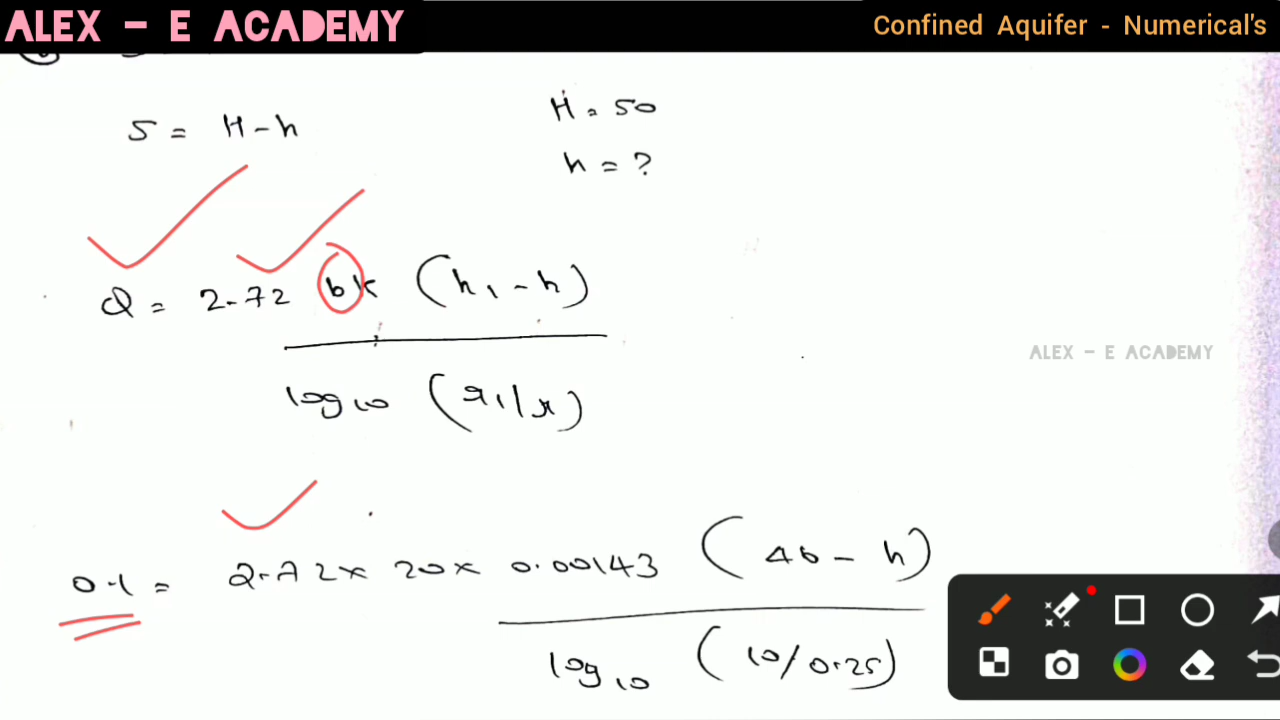 ALEX - E ACADEMY
Confined Aquifer - Numerical's
S = H - h
H = 50
h = ?
Q = 2.72 bk (h1 - h)
log10 (r1/r)
ALEX - E ACADEMY
0.1 = 2.72 x 20 x 0.00143 (46 - h)
log10 (10/0.25)